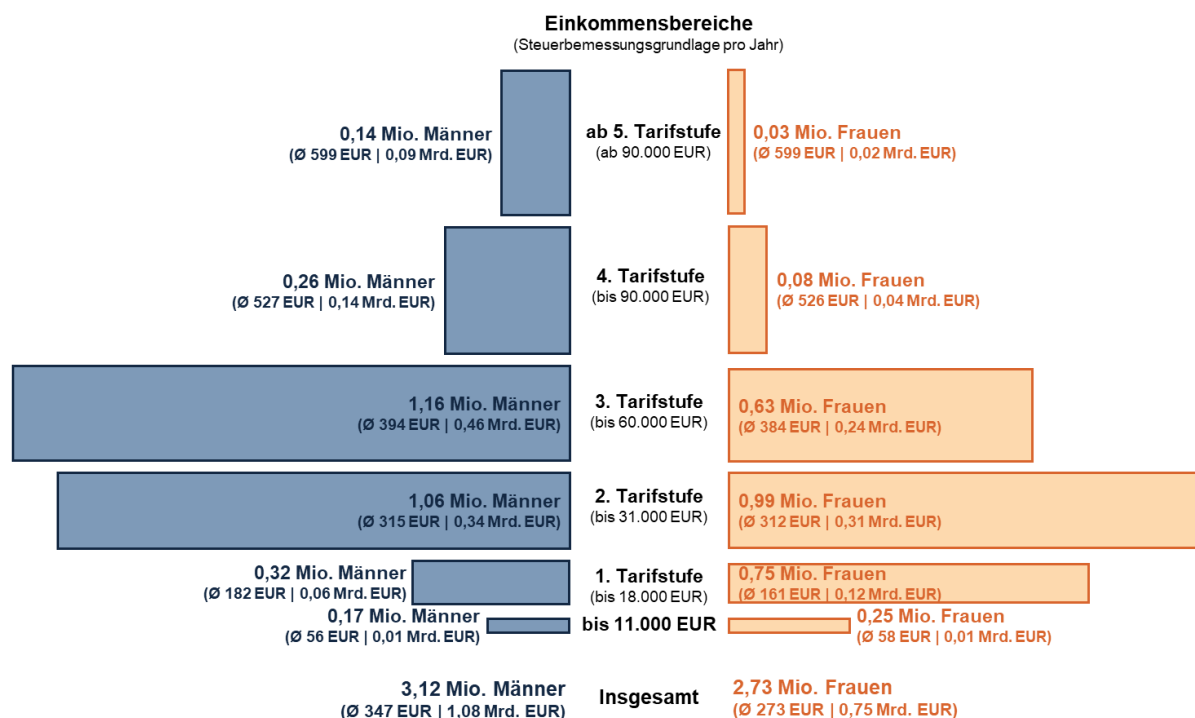 Einkommensbereiche
(Steuerbemessungsgrundlage pro Jahr)
0,14 Mio. Männer
(Ø 599 EUR | 0,09 Mrd. EUR)
ab 5. Tarifstufe
(ab 90.000 EUR)
0,03 Mio. Frauen
(Ø 599 EUR | 0,02 Mrd. EUR)
0,26 Mio. Männer
(Ø 527 EUR | 0,14 Mrd. EUR)
4. Tarifstufe
(bis 90.000 EUR)
0,08 Mio. Frauen
(Ø 526 EUR | 0,04 Mrd. EUR)
1,16 Mio. Männer
(Ø 394 EUR | 0,46 Mrd. EUR)
3. Tarifstufe
(bis 60.000 EUR)
0,63 Mio. Frauen
(Ø 384 EUR | 0,24 Mrd. EUR)
1,06 Mio. Männer
(Ø 315 EUR | 0,34 Mrd. EUR)
2. Tarifstufe
(bis 31.000 EUR)
0,99 Mio. Frauen
(Ø 312 EUR | 0,31 Mrd. EUR)
0,32 Mio. Männer
(Ø 182 EUR | 0,06 Mrd. EUR)
1. Tarifstufe
(bis 18.000 EUR)
0,75 Mio. Frauen
(Ø 161 EUR | 0,12 Mrd. EUR)
0,17 Mio. Männer
(Ø 56 EUR | 0,01 Mrd. EUR)
bis 11.000 EUR
0,25 Mio. Frauen
(Ø 58 EUR | 0,01 Mrd. EUR)
3,12 Mio. Männer
(Ø 347 EUR | 1,08 Mrd. EUR)
Insgesamt
2,73 Mio. Frauen
(Ø 273 EUR | 0,75 Mrd. EUR)